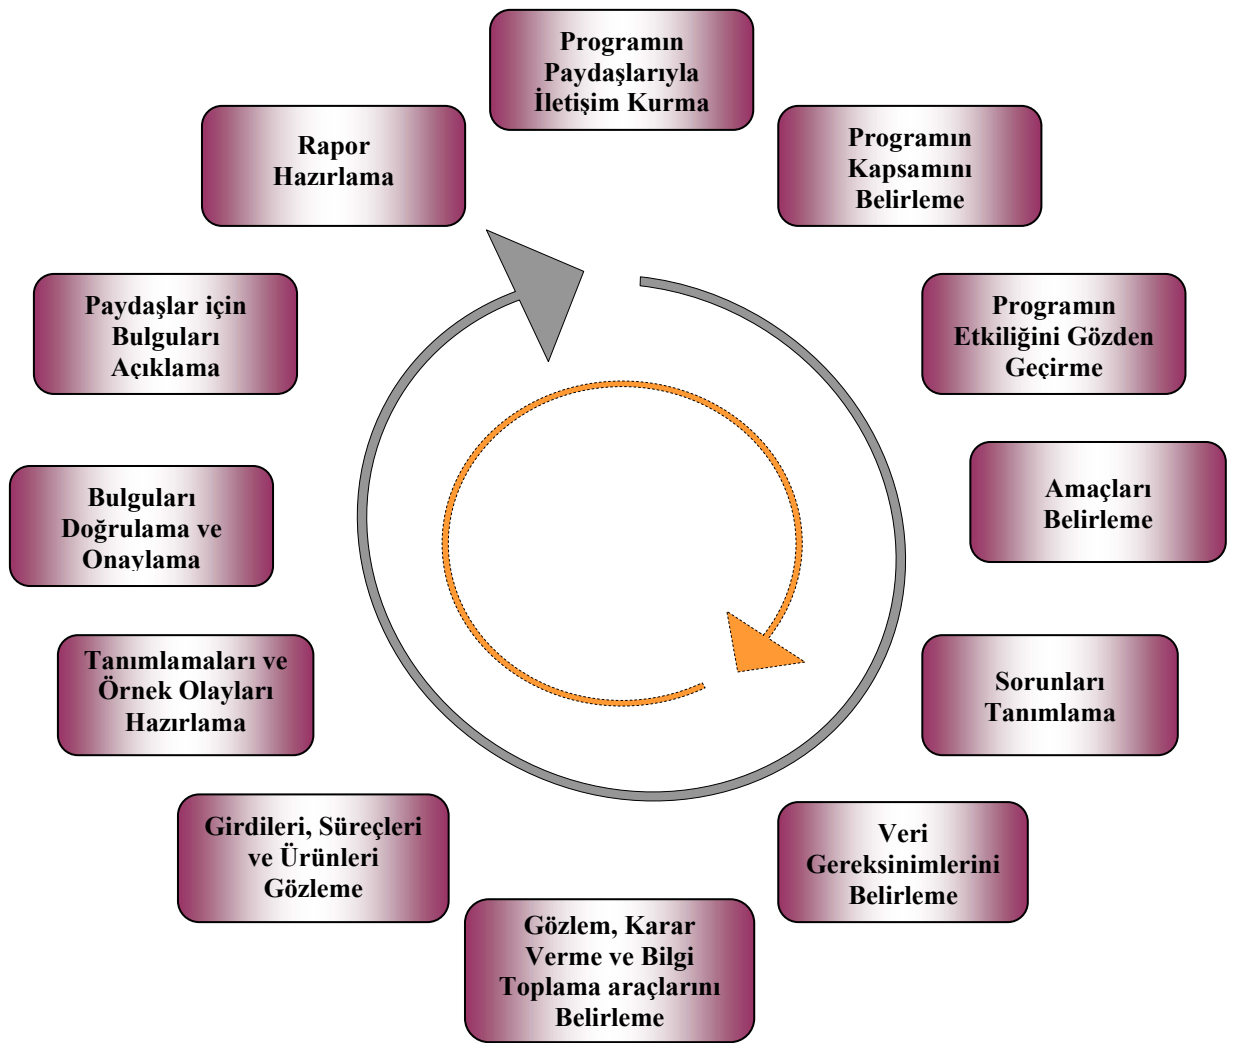 Programın
Paydaşlarıyla
İletişim Kurma
Programın
Kapsamını
Belirleme
Programın
Etkiliğini Gözden
Geçirme
Amaçları
Belirleme
Sorunları
Tanımlama
Veri
Gereksinimlerini
Belirleme
Gözlem, Karar
Verme ve Bilgi
Toplama araçlarını
Belirleme
Girdileri, Süreçleri
ve Ürünleri
Gözleme
Tanımlamaları ve
Örnek Olayları
Hazırlama
Bulguları
Doğrulama ve
Onaylama
Paydaşlar için
Bulguları
Açıklama
Rapor
Hazırlama